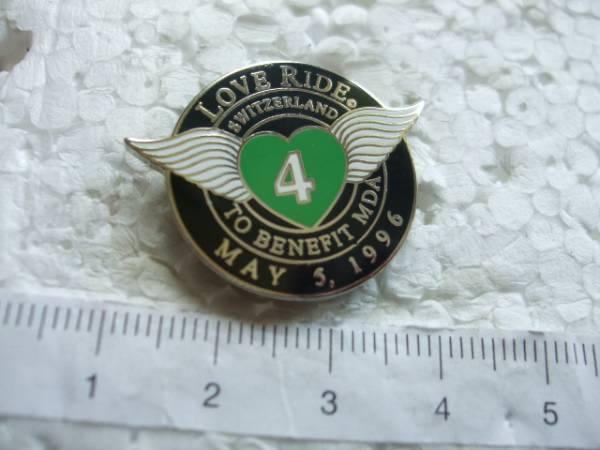 LOVE RIDE®
SWITZERLAND
4
TO BENEFIT MDA
MAY 5, 1996
1 2 3 4 5